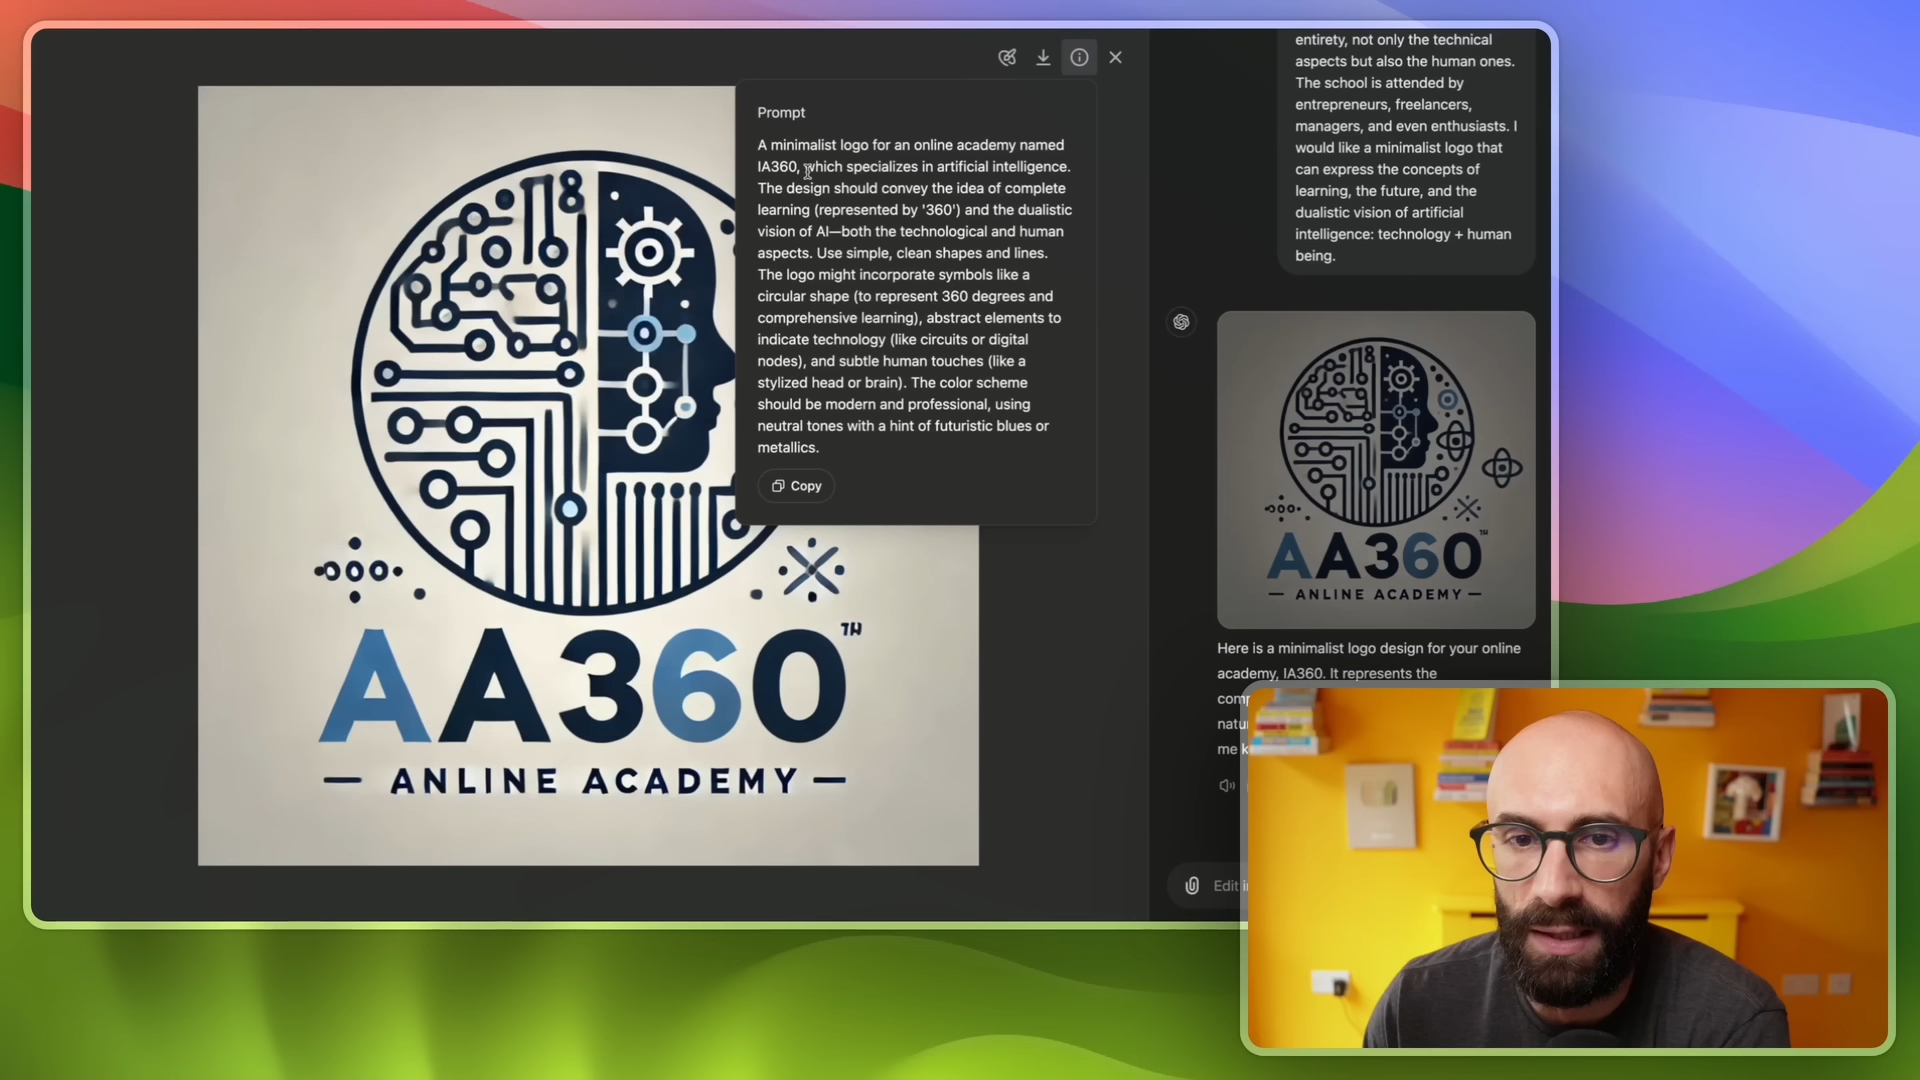 Prompt
A minimalist logo for an online academy named
IA360, which specializes in artificial intelligence.
The design should convey the idea of complete
learning (represented by '360') and the dualistic
vision of AI—both the technological and human
aspects. Use simple, clean shapes and lines.
The logo might incorporate symbols like a
circular shape (to represent 360 degrees and
comprehensive learning), abstract elements to
indicate technology (like circuits or digital
nodes), and subtle human touches (like a
stylized head or brain). The color scheme
should be modern and professional, using
neutral tones with a hint of futuristic blues or
metallics.
Copy
AA360
— ANLINE ACADEMY —
entirety, not only the technical
aspects but also the human ones.
The school is attended by
entrepreneurs, freelancers,
managers, and even enthusiasts. I
would like a minimalist logo that
can express the concepts of
learning, the future, and the
dualistic vision of artificial
intelligence: technology + human
being.
AA360
— ANLINE ACADEMY —
Here is a minimalist logo design for your online
academy, IA360. It represents the
me
Edit